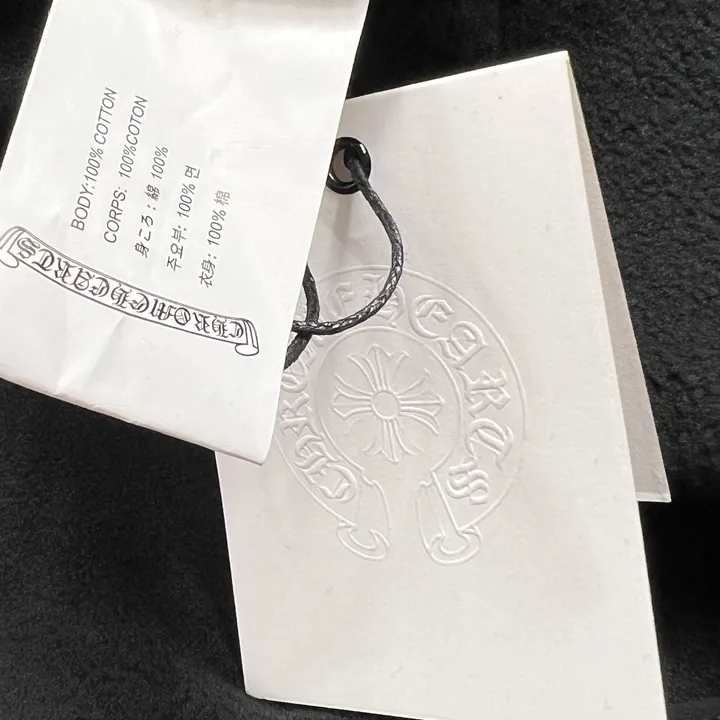 BODY:100% COTTON
CORPS: 100%COTON
身ころ：綿 100%
주요부: 100% 면
衣身：100% 棉
CHROME HEARTS
CHROME HEARTS